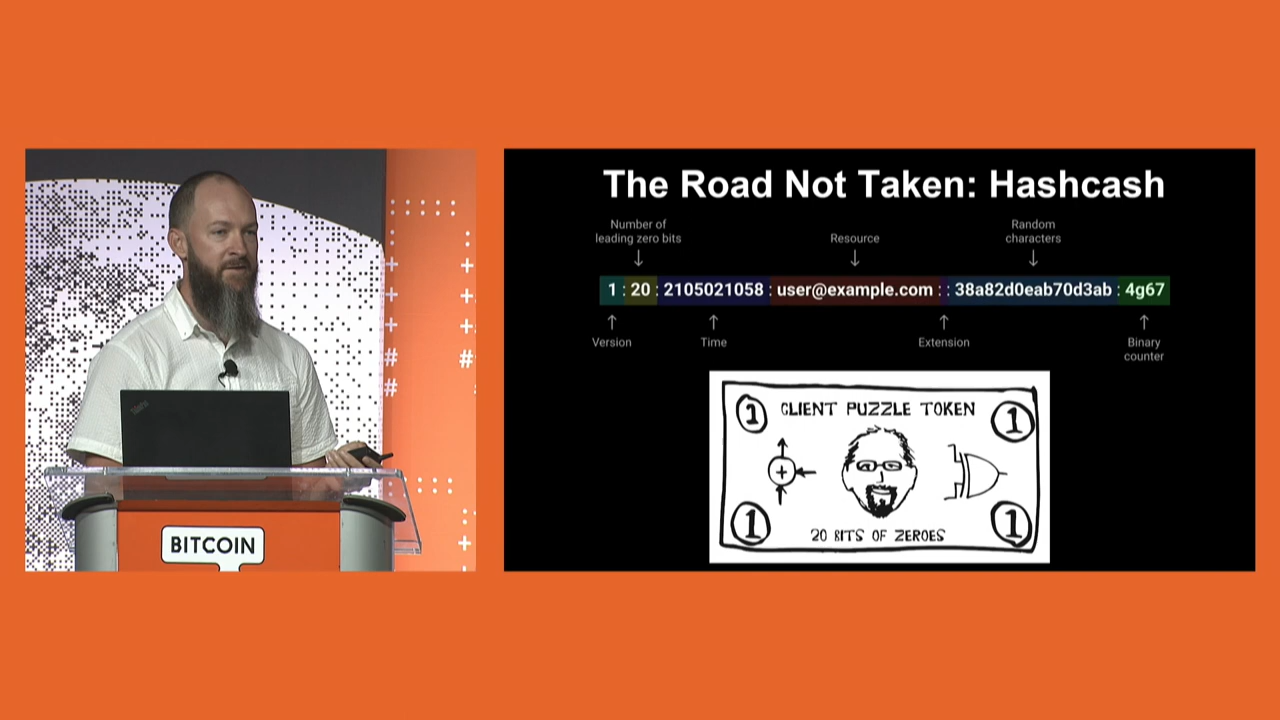 The Road Not Taken: Hashcash
Number of
leading zero bits
Resource
Random
characters
1 : 20 : 2105021058 : user@example.com : : 38a82d0eab70d3ab : 4g67
Version
Time
Extension
Binary
counter
1 CLIENT PUZZLE TOKEN 1
1 20 BITS OF ZEROES 1
BITCOIN